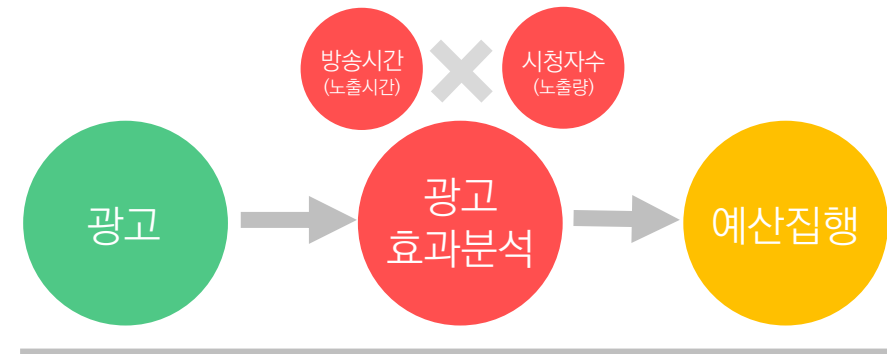 방송시간
(노출시간)
시청자수
(노출량)
광고
광고
효과분석
예산집행